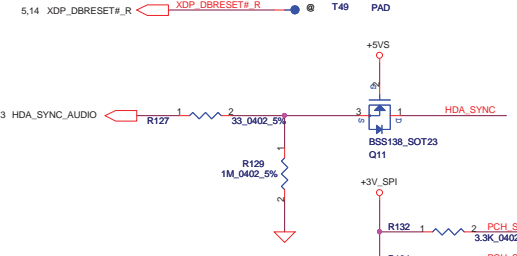 5,14 XDP_DBRESET#_R XDP_DBRESET#_R @ T49 PAD
+5VS
G
2
3 HDA_SYNC_AUDIO 1 2 3 1 HDA_SYNC
R127 33_0402_5% S D
BSS138_SOT23
Q11
1
R129
1M_0402_5%
2
+3V_SPI
R132 1 2 PCH_S
3.3K_0402